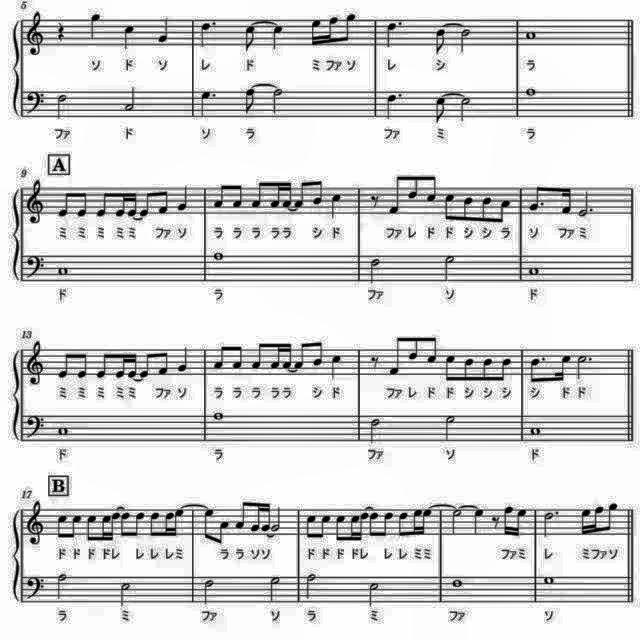 5
ソ ド ソ レ ド ミ ファ ソ レ シ ラ
ファ ド ソ ラ ファ ミ ラ
A
9
ミ ミ ミ ミ ミ ファ ソ ラ ラ ラ ラ ラ シ ド ファ レ ド ド シ シ ラ ソ ファ ミ
ド ラ ファ ソ ド
13
ミ ミ ミ ミ ミ ファ ソ ラ ラ ラ ラ ラ シ ド ファ レ ド ド シ シ シ シ ド ド
ド ラ ファ ソ ド
B
17
ド ド ド ド レ レ レ レ ミ ラ ラ ソ ソ ド ド ド ド レ レ レ ミ ミ ファ ミ レ ミ ファ ソ
ラ ミ ファ ソ ラ ミ ファ ソ